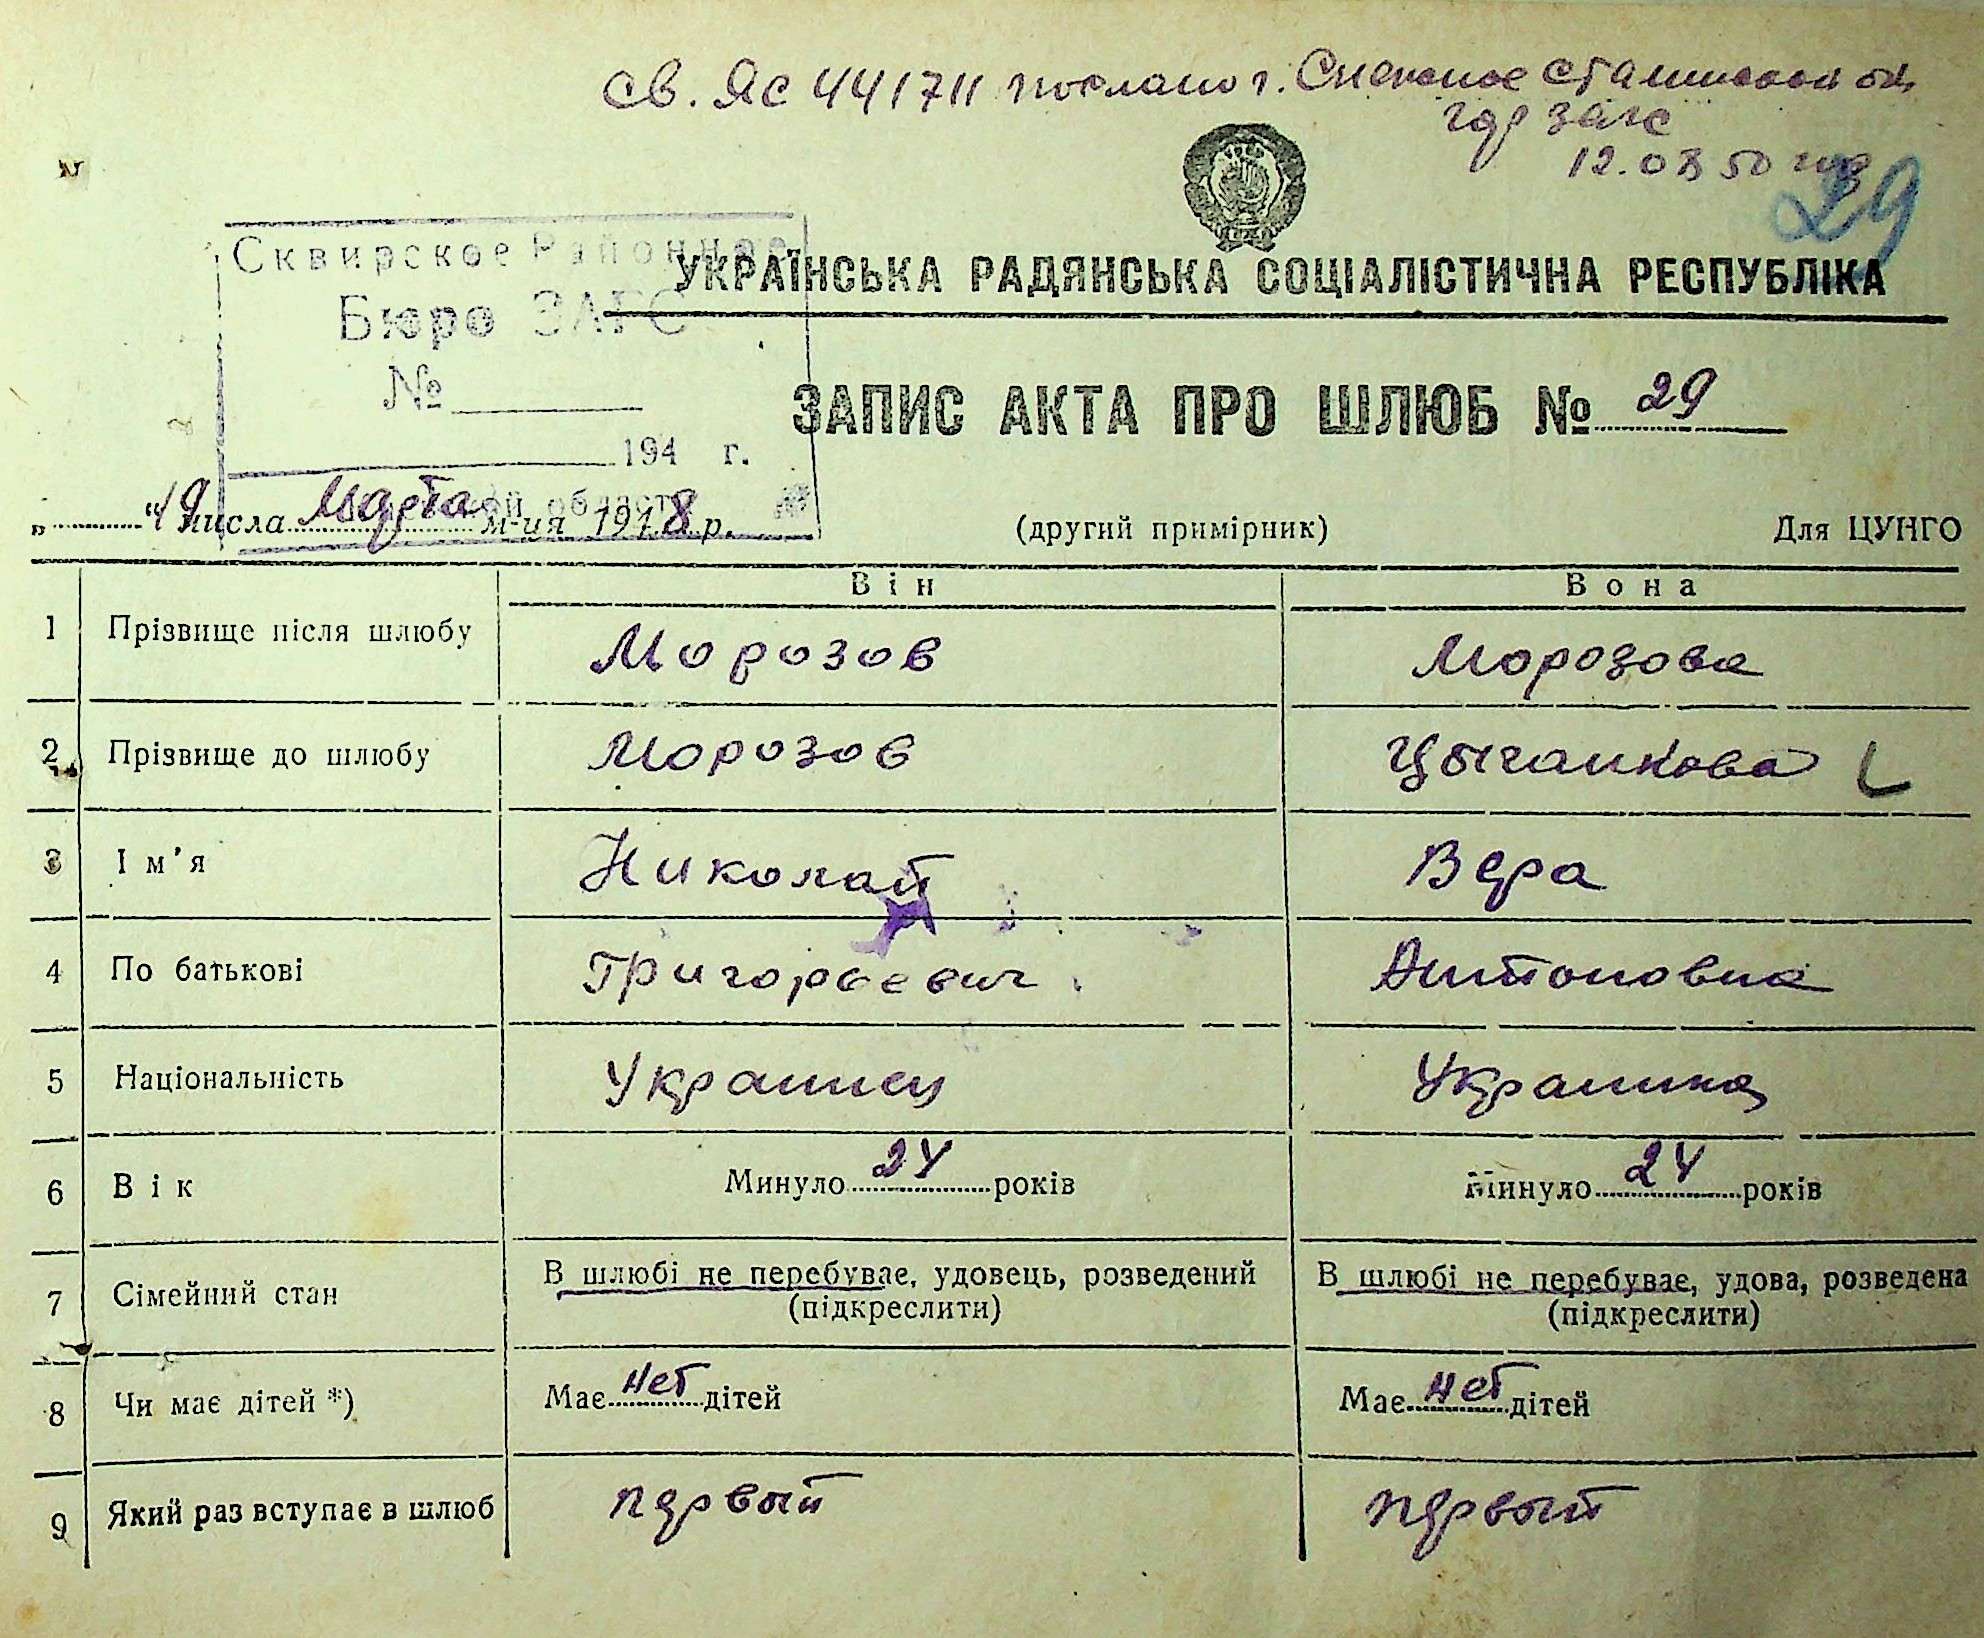 св. Яс 441711 послано г. Снежное Сталинской обл
гор загс
12.03 50 год
29
Сквирское Районное
Бюро ЗАГС
№
194 г.
УКРАЇНСЬКА РАДЯНСЬКА СОЦІАЛІСТИЧНА РЕСПУБЛІКА
ЗАПИС АКТА ПРО ШЛЮБ № 29
„ “ 19 числа Марта м-ця 1948 р. (другий примірник) Для ЦУНГО
Він Вона
1 Прізвище після шлюбу Морозов Морозова
2 Прізвище до шлюбу Морозов Цыганкова
3 Ім’я Николай Вера
4 По батькові Григорьевич Антоновна
5 Національність Украинец Украинка
6 Вік Минуло 24 років Минуло 24 років
7 Сімейний стан В шлюбі не перебуває, удовець, розведений В шлюбі не перебуває, удова, розведена
(підкреслити) (підкреслити)
8 Чи має дітей *) Має нет дітей Має нет дітей
9 Який раз вступає в шлюб первый первый